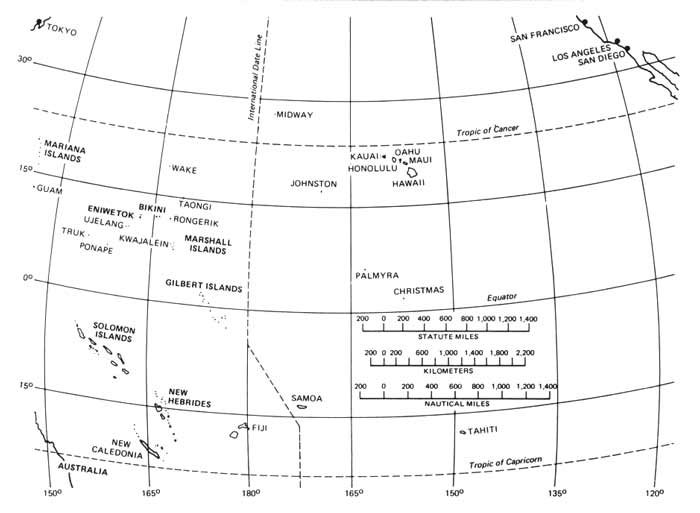 TOKYO
SAN FRANCISCO
LOS ANGELES
SAN DIEGO
30°
International Date Line
MIDWAY
Tropic of Cancer
MARIANA
ISLANDS
KAUAI
OAHU
MAUI
HONOLULU
HAWAII
15°
WAKE
JOHNSTON
GUAM
TAONGI
BIKINI
ENIWETOK
RONGERIK
UJELANG
TRUK
KWAJALEIN
MARSHALL
ISLANDS
PONAPE
PALMYRA
0°
GILBERT ISLANDS
CHRISTMAS
Equator
200 0 200 400 600 800 1,000 1,200 1,400
STATUTE MILES
SOLOMON
ISLANDS
200 0 200 600 1,000 1,400 1,800 2,200
KILOMETERS
15°
200 0 200 400 600 800 1,000 1,200 1,400
NAUTICAL MILES
NEW
HEBRIDES
SAMOA
FIJI
TAHITI
NEW
CALEDONIA
AUSTRALIA
Tropic of Capricorn
150° 165° 180° 165° 150° 135° 120°